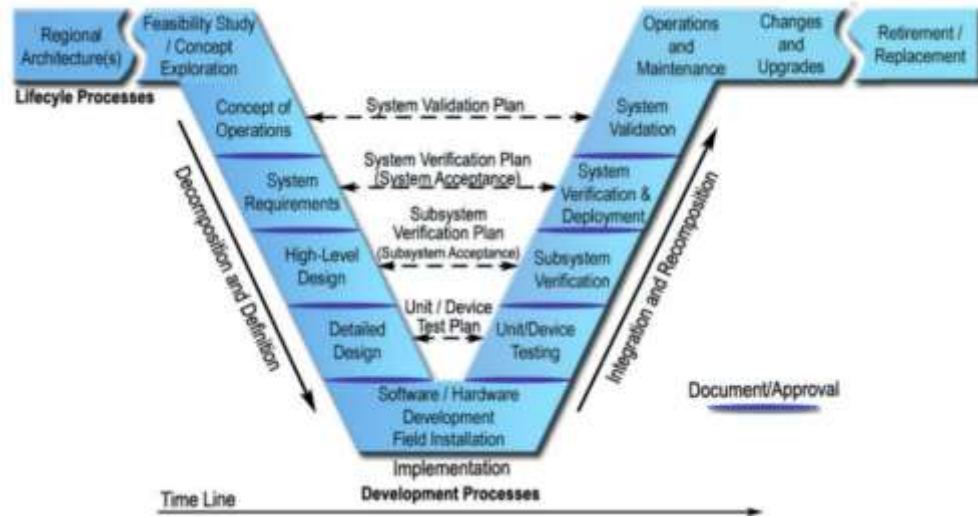 Regional
Architecture(s)
Feasibility Study
/ Concept
Exploration
Operations
and
Maintenance
Changes
and
Upgrades
Retirement /
Replacement
Lifecyle Processes
Concept of
Operations
System Validation Plan
System
Validation
System
Requirements
System Verification Plan
(System Acceptance)
System
Verification &
Deployment
High-Level
Design
Subsystem
Verification Plan
(Subsystem Acceptance)
Subsystem
Verification
Detailed
Design
Unit / Device
Test Plan
Unit/Device
Testing
Decomposition and Definition
Integration and Recomposition
Software / Hardware
Development
Field Installation
Implementation
Document/Approval
Development Processes
Time Line